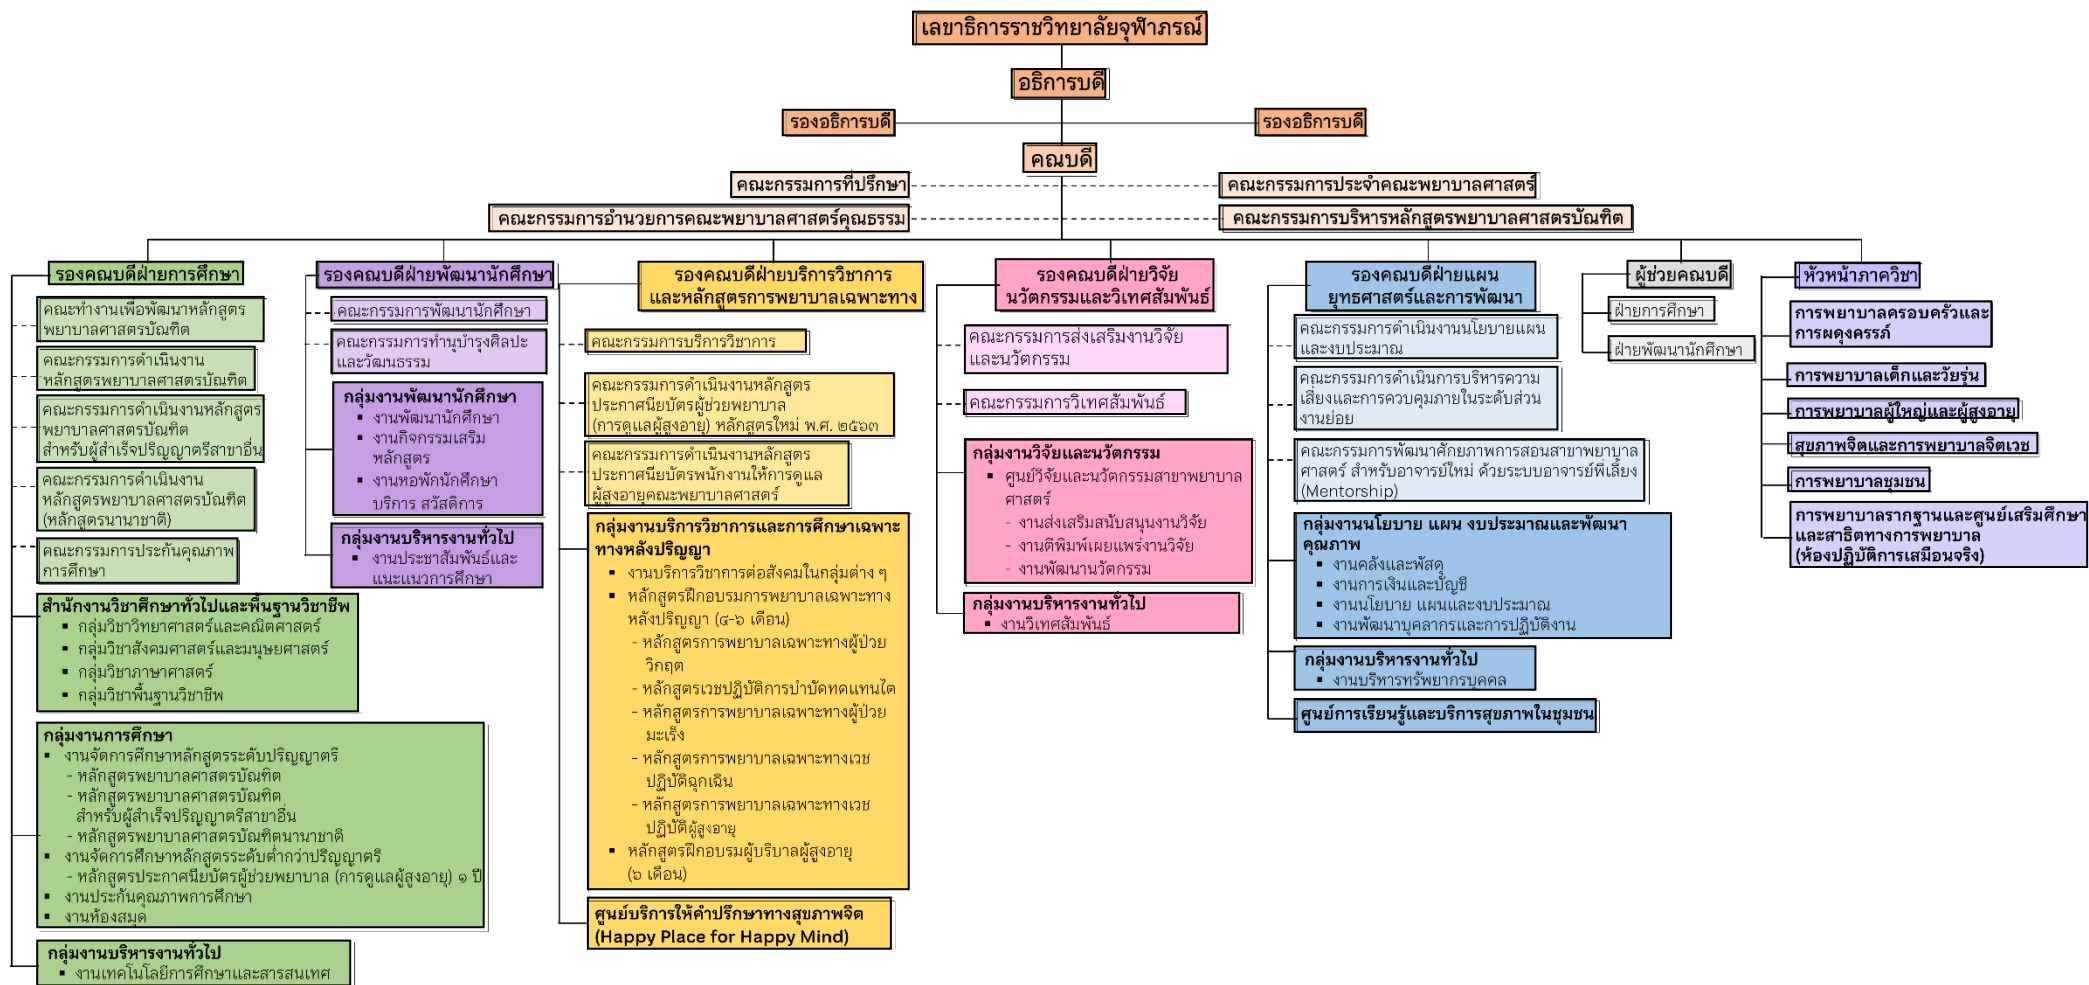 เลขาธิการราชวิทยาลัยจุฬาภรณ์
อธิการบดี
รองอธิการบดี
รองอธิการบดี
คณบดี
คณะกรรมการที่ปรึกษา
คณะกรรมการประจำคณะพยาบาลศาสตร์
คณะกรรมการอำนวยการคณะพยาบาลศาสตร์คุณธรรม
คณะกรรมการบริหารหลักสูตรพยาบาลศาสตรบัณฑิต
รองคณบดีฝ่ายการศึกษา
คณะทำงานเพื่อพัฒนาหลักสูตร
พยาบาลศาสตรบัณฑิต
คณะกรรมการดำเนินงาน
หลักสูตรพยาบาลศาสตรบัณฑิต
คณะกรรมการดำเนินงานหลักสูตร
พยาบาลศาสตรบัณฑิต
สำหรับผู้สำเร็จปริญญาตรีสาขาอื่น
คณะกรรมการดำเนินงาน
หลักสูตรพยาบาลศาสตรบัณฑิต
(หลักสูตรนานาชาติ)
คณะกรรมการประกันคุณภาพ
การศึกษา
สำนักงานวิชาศึกษาทั่วไปและพื้นฐานวิชาชีพ
▪ กลุ่มวิชาวิทยาศาสตร์และคณิตศาสตร์
▪ กลุ่มวิชาสังคมศาสตร์และมนุษยศาสตร์
▪ กลุ่มวิชาภาษาศาสตร์
▪ กลุ่มวิชาพื้นฐานวิชาชีพ
กลุ่มงานการศึกษา
▪ งานจัดการศึกษาหลักสูตรระดับปริญญาตรี
- หลักสูตรพยาบาลศาสตรบัณฑิต
- หลักสูตรพยาบาลศาสตรบัณฑิต
สำหรับผู้สำเร็จปริญญาตรีสาขาอื่น
- หลักสูตรพยาบาลศาสตรบัณฑิตนานาชาติ
▪ งานจัดการศึกษาหลักสูตรระดับต่ำกว่าปริญญาตรี
- หลักสูตรประกาศนียบัตรผู้ช่วยพยาบาล (การดูแลผู้สูงอายุ) ๑ ปี
▪ งานประกันคุณภาพการศึกษา
▪ งานห้องสมุด
กลุ่มงานบริหารงานทั่วไป
▪ งานเทคโนโลยีการศึกษาและสารสนเทศ
รองคณบดีฝ่ายพัฒนานักศึกษา
คณะกรรมการพัฒนานักศึกษา
คณะกรรมการทำนุบำรุงศิลปะ
และวัฒนธรรม
กลุ่มงานพัฒนานักศึกษา
▪ งานพัฒนานักศึกษา
▪ งานกิจกรรมเสริม
หลักสูตร
▪ งานหอพักนักศึกษา
บริการ สวัสดิการ
กลุ่มงานบริหารงานทั่วไป
▪ งานประชาสัมพันธ์และ
แนะแนวการศึกษา
รองคณบดีฝ่ายบริการวิชาการ
และหลักสูตรการพยาบาลเฉพาะทาง
คณะกรรมการบริการวิชาการ
คณะกรรมการดำเนินงานหลักสูตร
ประกาศนียบัตรผู้ช่วยพยาบาล
(การดูแลผู้สูงอายุ) หลักสูตรใหม่ พ.ศ. ๒๕๖๓
คณะกรรมการดำเนินงานหลักสูตร
ประกาศนียบัตรพนักงานให้การดูแล
ผู้สูงอายุคณะพยาบาลศาสตร์
กลุ่มงานบริการวิชาการและการศึกษาเฉพาะ
ทางหลังปริญญา
▪ งานบริการวิชาการต่อสังคมในกลุ่มต่าง ๆ
▪ หลักสูตรฝึกอบรมการพยาบาลเฉพาะทาง
หลังปริญญา (๔-๖ เดือน)
- หลักสูตรการพยาบาลเฉพาะทางผู้ป่วย
วิกฤต
- หลักสูตรเวชปฏิบัติการบำบัดทดแทนไต
- หลักสูตรการพยาบาลเฉพาะทางผู้ป่วย
มะเร็ง
- หลักสูตรการพยาบาลเฉพาะทางเวช
ปฏิบัติฉุกเฉิน
- หลักสูตรการพยาบาลเฉพาะทางเวช
ปฏิบัติผู้สูงอายุ
▪ หลักสูตรฝึกอบรมผู้บริบาลผู้สูงอายุ
(๖ เดือน)
ศูนย์บริการให้คำปรึกษาทางสุขภาพจิต
(Happy Place for Happy Mind)
รองคณบดีฝ่ายวิจัย
นวัตกรรมและวิเทศสัมพันธ์
คณะกรรมการส่งเสริมงานวิจัย
และนวัตกรรม
คณะกรรมการวิเทศสัมพันธ์
กลุ่มงานวิจัยและนวัตกรรม
▪ ศูนย์วิจัยและนวัตกรรมสาขาพยาบาล
ศาสตร์
- งานส่งเสริมสนับสนุนงานวิจัย
- งานตีพิมพ์เผยแพร่งานวิจัย
- งานพัฒนานวัตกรรม
กลุ่มงานบริหารงานทั่วไป
▪ งานวิเทศสัมพันธ์
รองคณบดีฝ่ายแผน
ยุทธศาสตร์และการพัฒนา
คณะกรรมการดำเนินงานนโยบายแผน
และงบประมาณ
คณะกรรมการดำเนินการบริหารความ
เสี่ยงและการควบคุมภายในระดับส่วน
งานย่อย
คณะกรรมการพัฒนาศักยภาพการสอนสาขาพยาบาล
ศาสตร์ สำหรับอาจารย์ใหม่ ด้วยระบบอาจารย์พี่เลี้ยง
(Mentorship)
กลุ่มงานนโยบาย แผน งบประมาณและพัฒนา
คุณภาพ
▪ งานคลังและพัสดุ
▪ งานการเงินและบัญชี
▪ งานนโยบาย แผนและงบประมาณ
▪ งานพัฒนาบุคลากรและการปฏิบัติงาน
กลุ่มงานบริหารงานทั่วไป
▪ งานบริหารทรัพยากรบุคคล
ศูนย์การเรียนรู้และบริการสุขภาพในชุมชน
ผู้ช่วยคณบดี
ฝ่ายการศึกษา
ฝ่ายพัฒนานักศึกษา
หัวหน้าภาควิชา
การพยาบาลครอบครัวและ
การผดุงครรภ์
การพยาบาลเด็กและวัยรุ่น
การพยาบาลผู้ใหญ่และผู้สูงอายุ
สุขภาพจิตและการพยาบาลจิตเวช
การพยาบาลชุมชน
การพยาบาลรากฐานและศูนย์เสริมศึกษา
และสาธิตทางการพยาบาล
(ห้องปฏิบัติการเสมือนจริง)